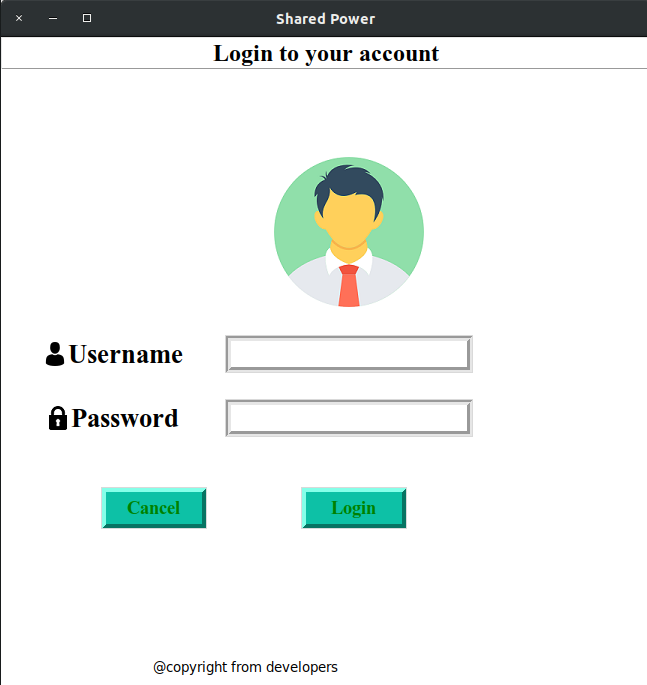 Shared Power
Login to your account
Username
Password
Cancel Login
@copyright from developers